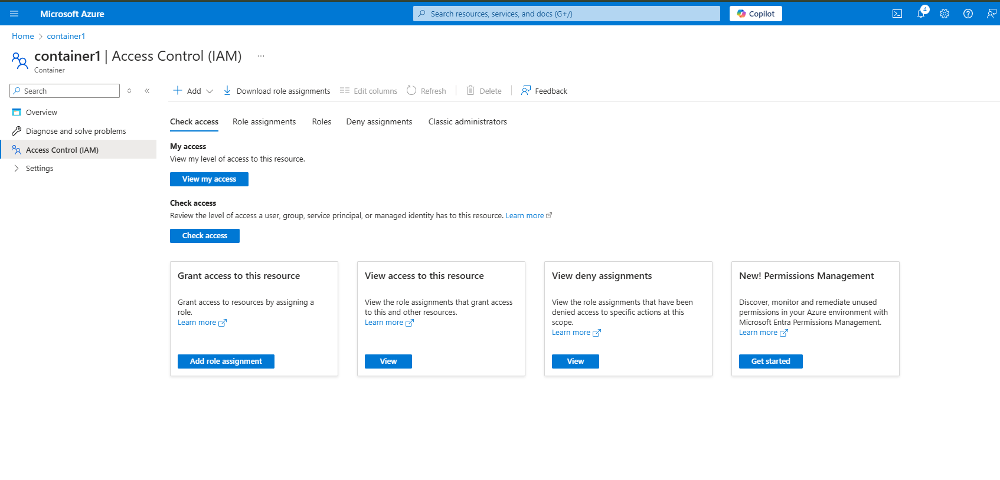 Microsoft Azure
Search resources, services, and docs (G+/)
Copilot
4
Home > container1
container1 | Access Control (IAM) ...
Container
Search
Overview
Diagnose and solve problems
Access Control (IAM)
Settings
Add
Download role assignments
Edit columns
Refresh
Delete
Feedback
Check access
Role assignments
Roles
Deny assignments
Classic administrators
My access
View my level of access to this resource.
View my access
Check access
Review the level of access a user, group, service principal, or managed identity has to this resource. Learn more
Check access
Grant access to this resource
Grant access to resources by assigning a
role.
Learn more
Add role assignment
View access to this resource
View the role assignments that grant access
to this and other resources.
Learn more
View
View deny assignments
View the role assignments that have been
denied access to specific actions at this
scope.
Learn more
View
New! Permissions Management
Discover, monitor and remediate unused
permissions in your Azure environment with
Microsoft Entra Permissions Management.
Learn more
Get started